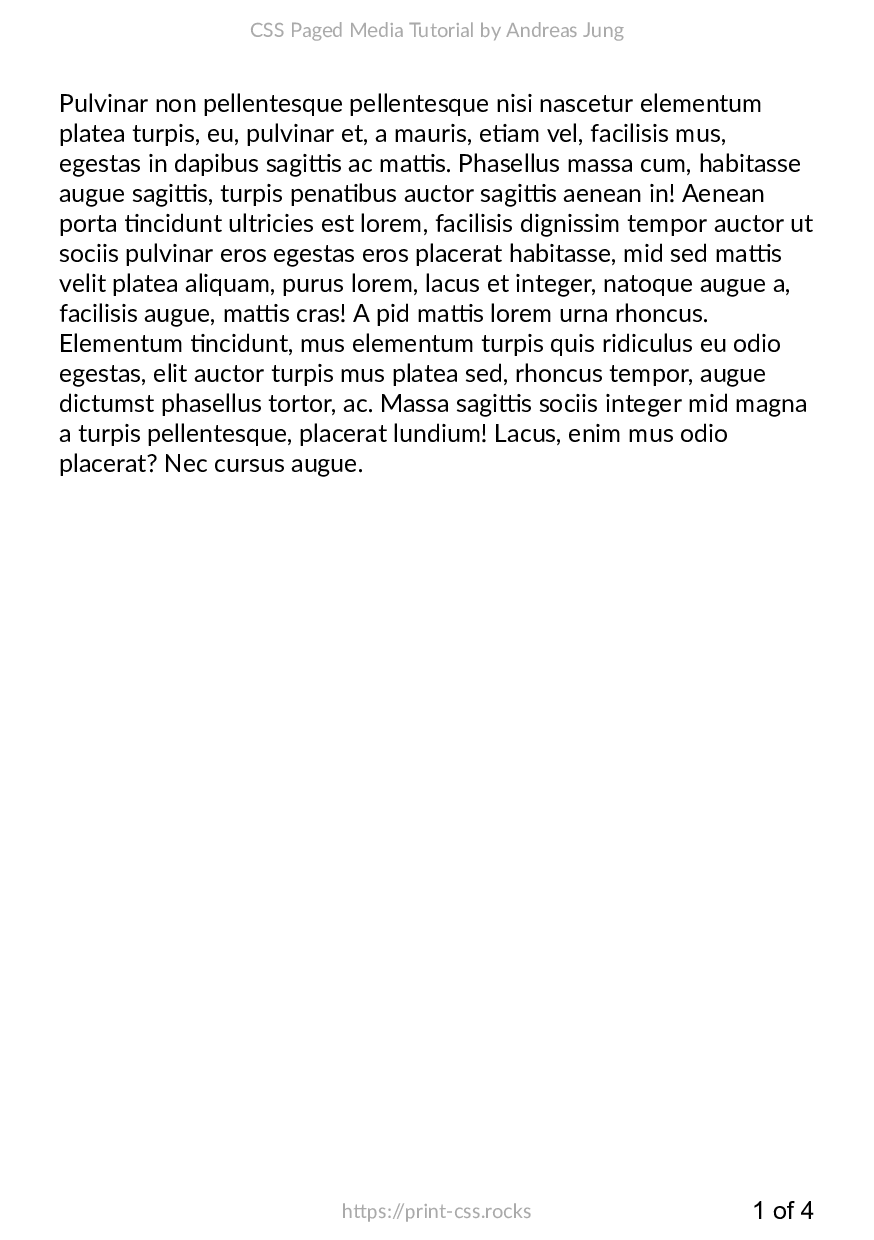 CSS Paged Media Tutorial by Andreas Jung
Pulvinar non pellentesque pellentesque nisi nascetur elementum
platea turpis, eu, pulvinar et, a mauris, etiam vel, facilisis mus,
egestas in dapibus sagittis ac mattis. Phasellus massa cum, habitasse
augue sagittis, turpis penatibus auctor sagittis aenean in! Aenean
porta tincidunt ultricies est lorem, facilisis dignissim tempor auctor ut
sociis pulvinar eros egestas eros placerat habitasse, mid sed mattis
velit platea aliquam, purus lorem, lacus et integer, natoque augue a,
facilisis augue, mattis cras! A pid mattis lorem urna rhoncus.
Elementum tincidunt, mus elementum turpis quis ridiculus eu odio
egestas, elit auctor turpis mus platea sed, rhoncus tempor, augue
dictumst phasellus tortor, ac. Massa sagittis sociis integer mid magna
a turpis pellentesque, placerat lundium! Lacus, enim mus odio
placerat? Nec cursus augue.
https://print-css.rocks
1 of 4